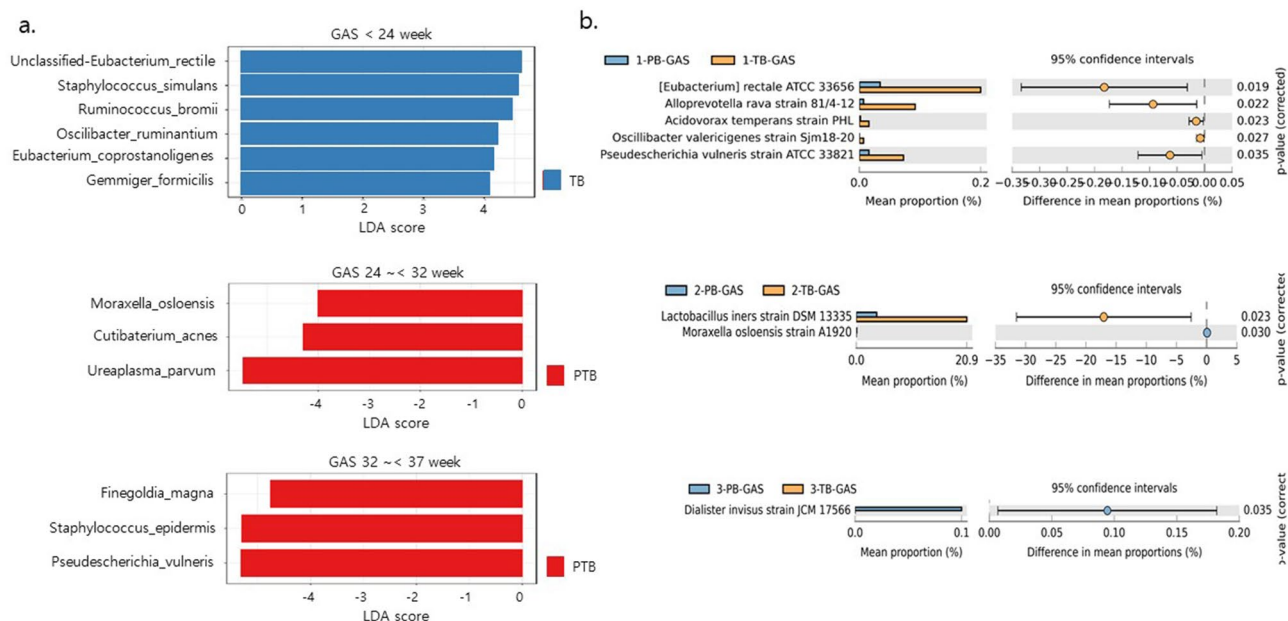 a.
GAS < 24 week
Unclassified-Eubacterium_rectile
Staphylococcus_simulans
Ruminococcus_bromii
Oscilibacter_ruminantium
Eubacterium_coprostanoligenes
Gemmiger_formicilis
TB
0 1 2 3 4
LDA score
GAS 24 ~< 32 week
Moraxella_osloensis
Cutibaterium_acnes
Ureaplasma_parvum
PTB
-4 -3 -2 -1 0
LDA score
GAS 32 ~< 37 week
Finegoldia_magna
Staphylococcus_epidermis
Pseudescherichia_vulneris
PTB
-4 -3 -2 -1 0
LDA score
b.
1-PB-GAS 1-TB-GAS
95% confidence intervals
[Eubacterium] rectale ATCC 33656 0.019
Alloprevotella rava strain 81/4-12 0.022
Acidovorax temperans strain PHL 0.023
Oscillibacter valericigenes strain Sjm18-20 0.027
Pseudescherichia vulneris strain ATCC 33821 0.035
p-value (corrected)
0.0 0.2 −0.35−0.30−0.25−0.20−0.15−0.10−0.05 0.00 0.05
Mean proportion (%) Difference in mean proportions (%)
2-PB-GAS 2-TB-GAS
95% confidence intervals
Lactobacillus iners strain DSM 13335 0.023
Moraxella osloensis strain A1920 0.030
p-value (corrected
0.0 20.9 −35 −30 −25 −20 −15 −10 −5 0 5
Mean proportion (%) Difference in mean proportions (%)
3-PB-GAS 3-TB-GAS
95% confidence intervals
Dialister invisus strain JCM 17566 0.035
p-value (correct
0.0 0.1 0.00 0.05 0.10 0.15 0.20
Mean proportion (%) Difference in mean proportions (%)